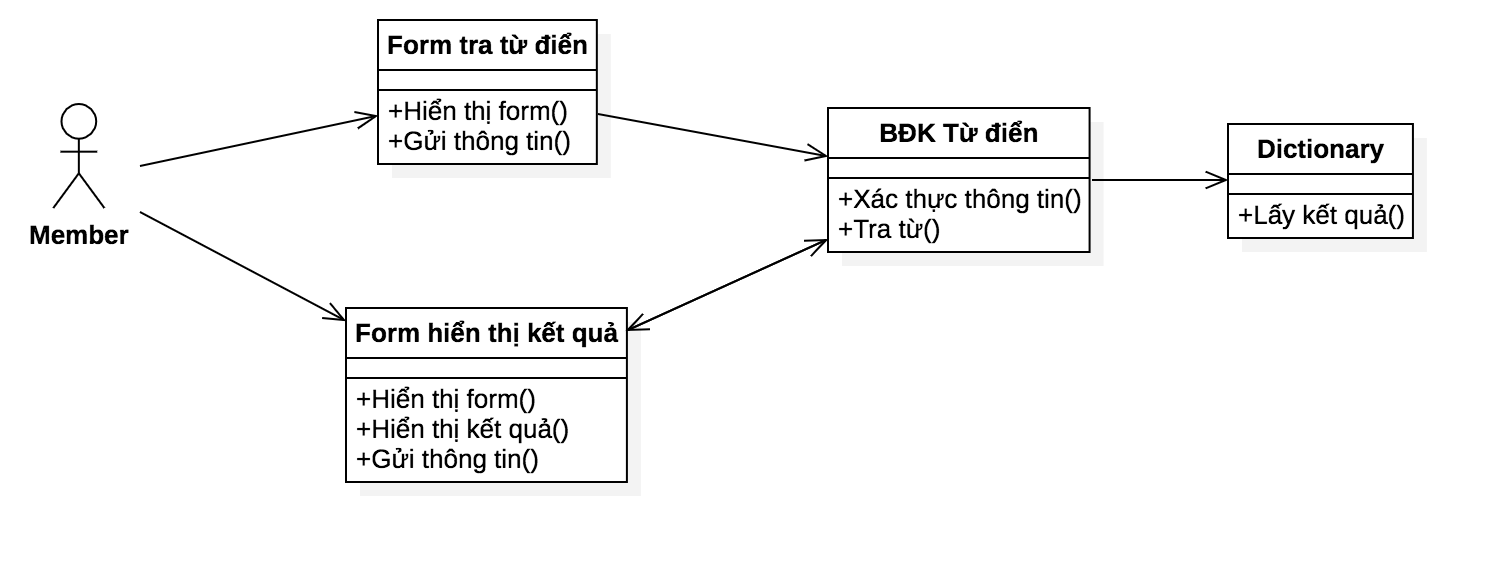 Form tra từ điển
+Hiển thị form()
+Gửi thông tin()
Member
BĐK Từ điển
+Xác thực thông tin()
+Tra từ()
Dictionary
+Lấy kết quả()
Form hiển thị kết quả
+Hiển thị form()
+Hiển thị kết quả()
+Gửi thông tin()